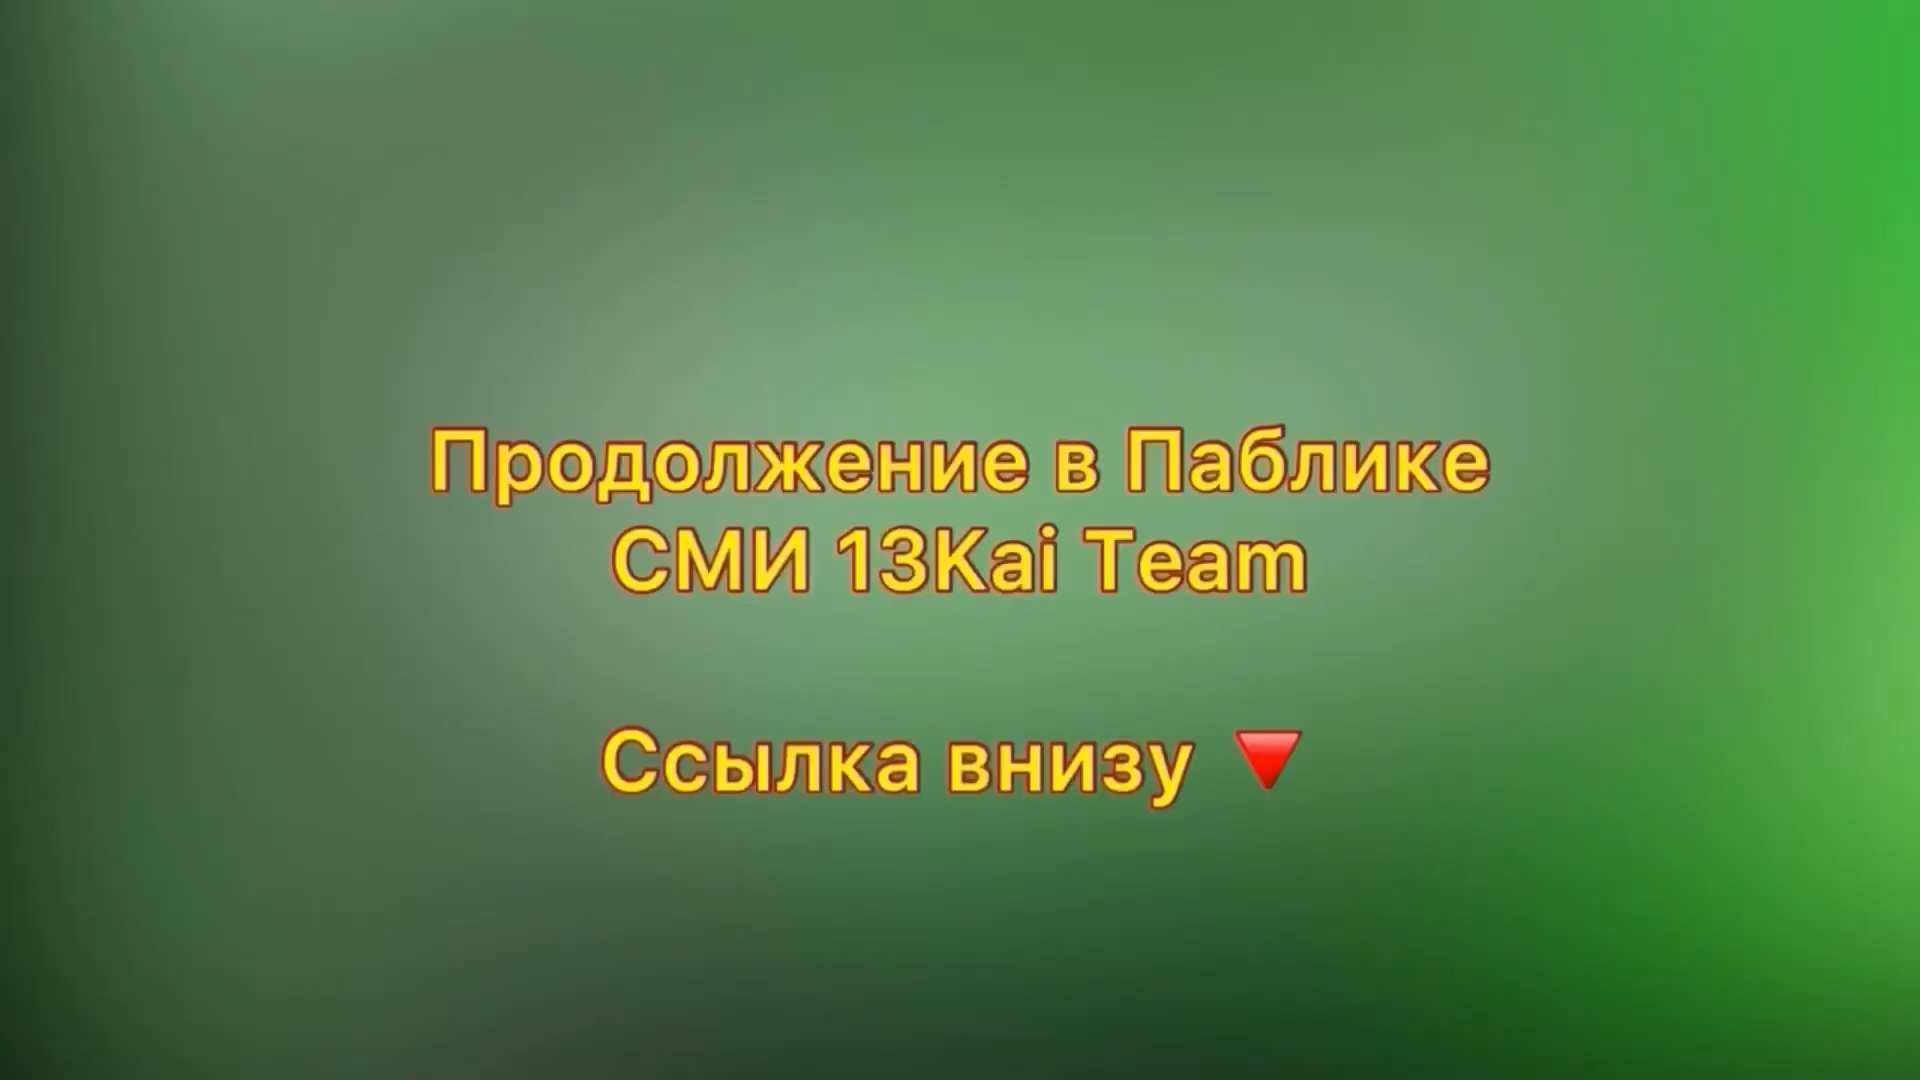 Продолжение в Паблике
СМИ 13Kai Team
Ссылка внизу 🔻